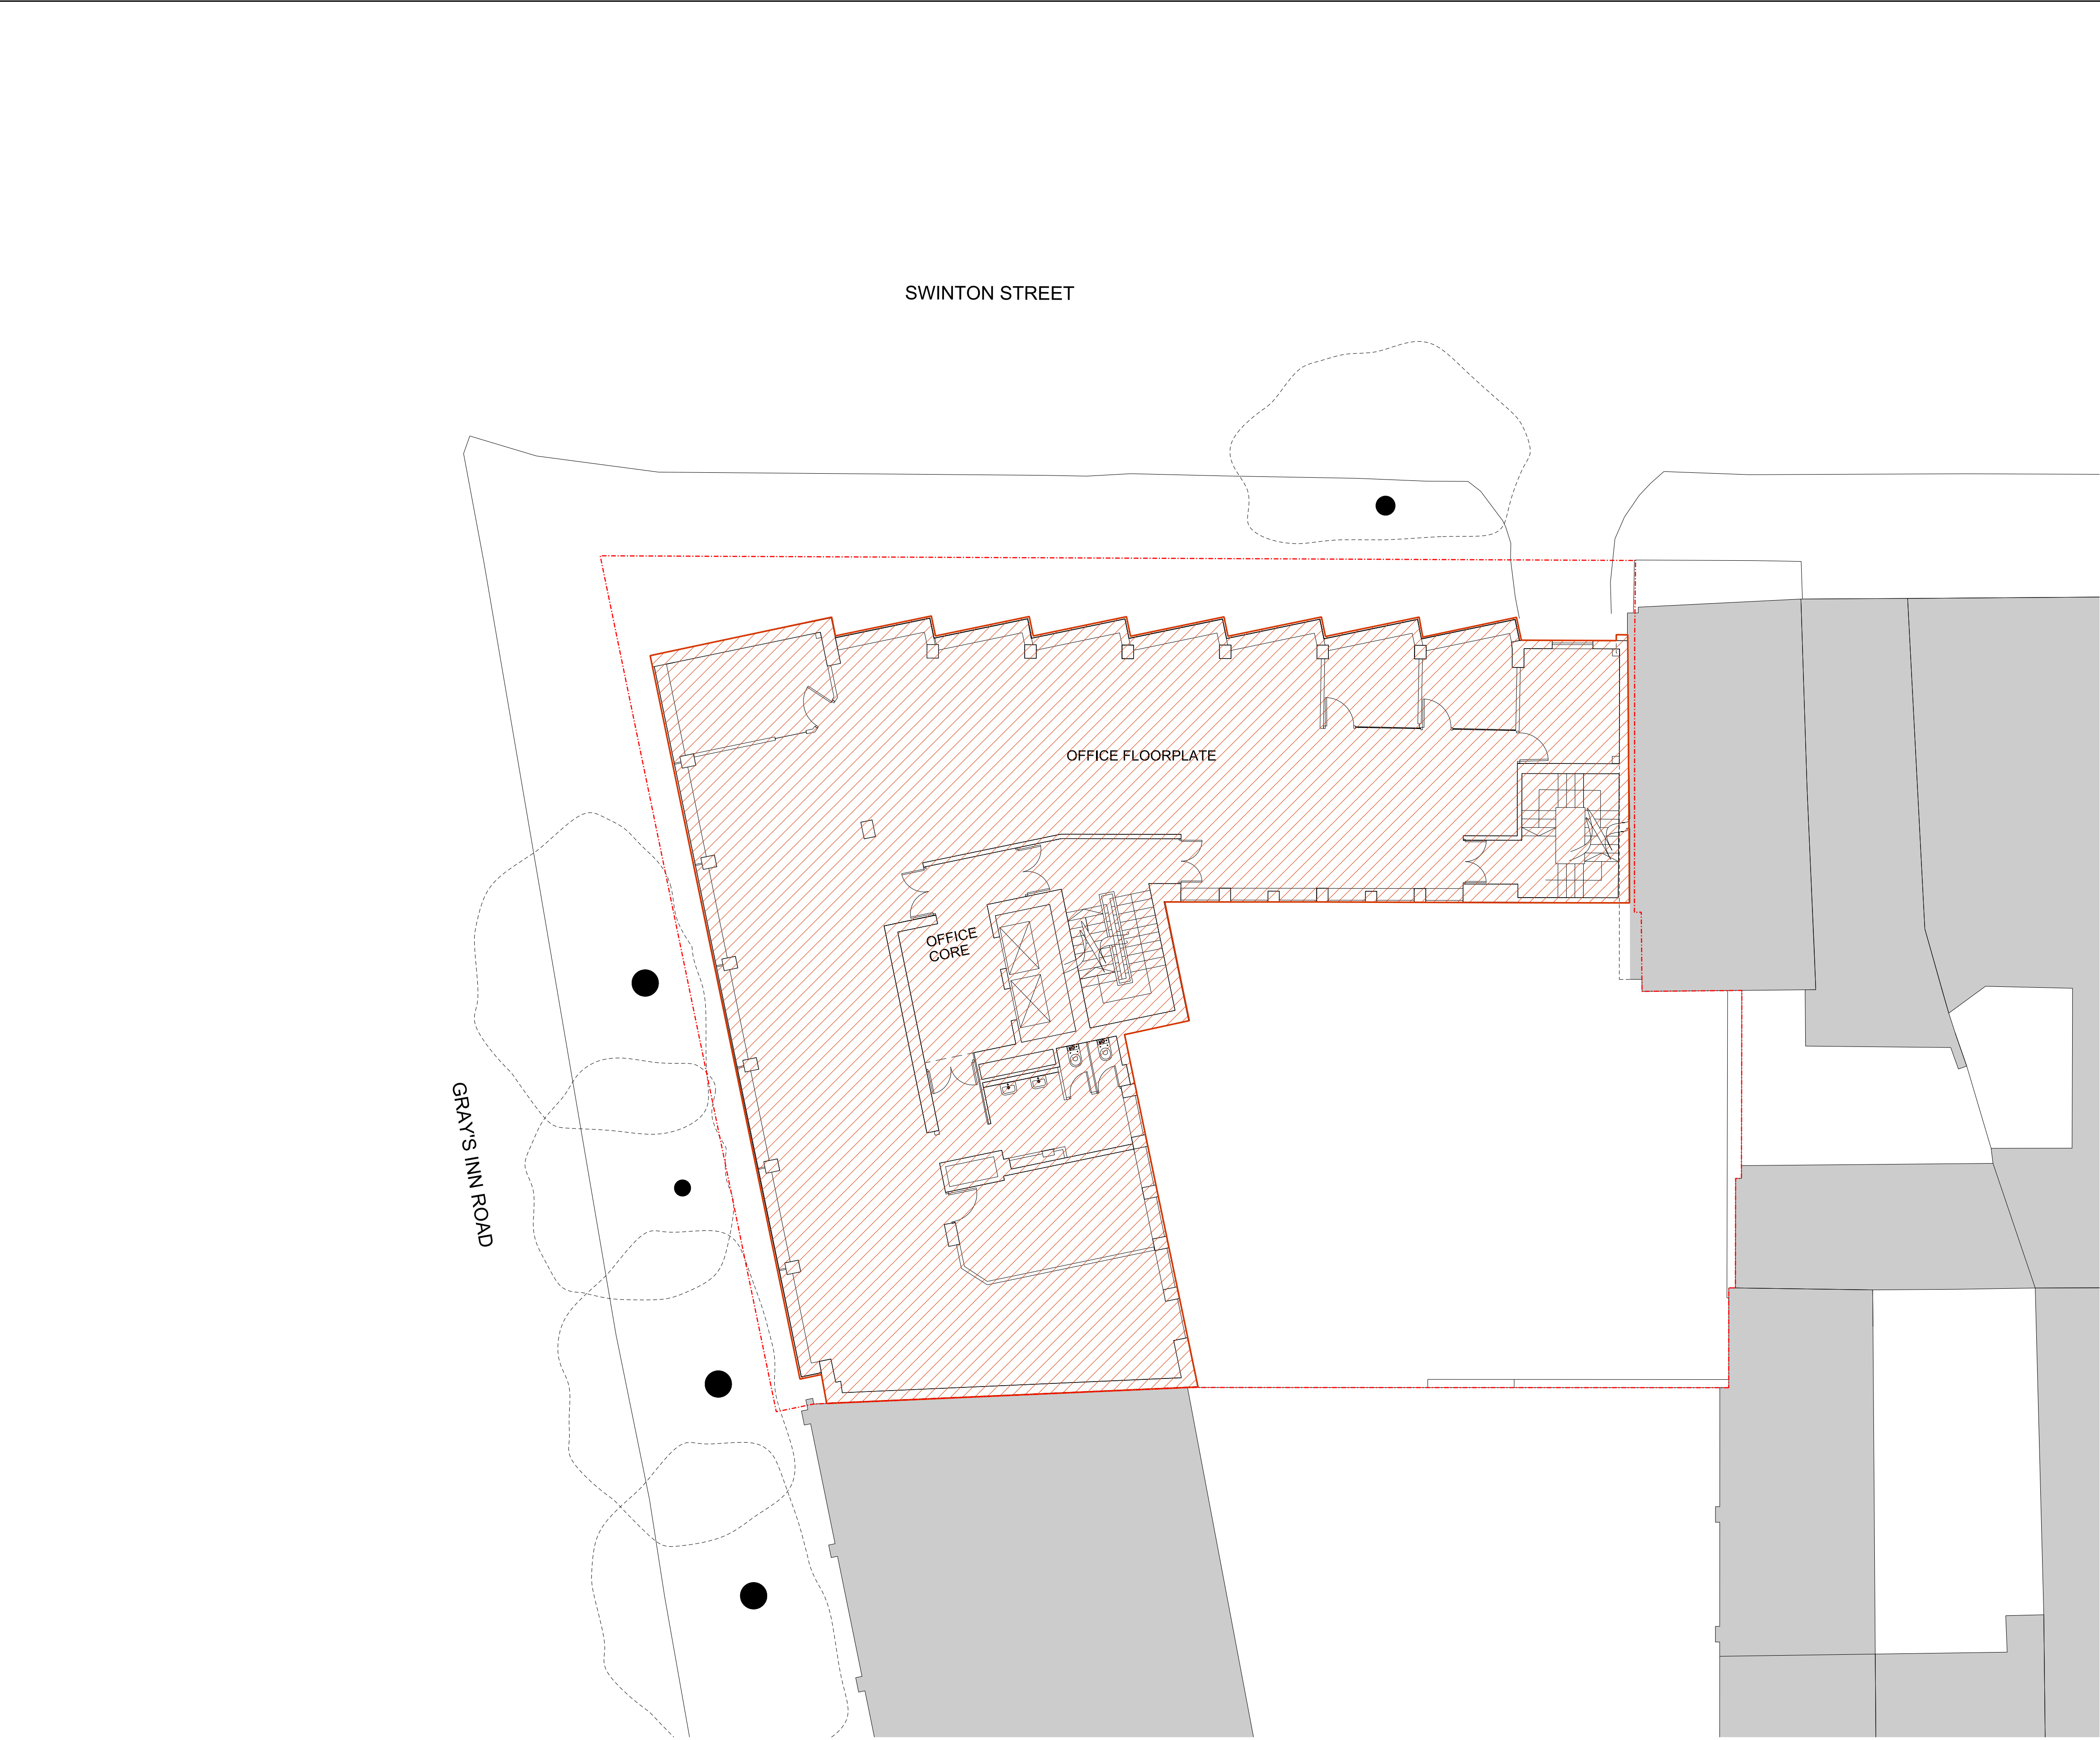 SWINTON STREET
OFFICE FLOORPLATE
OFFICE
CORE
GRAY'S INN ROAD